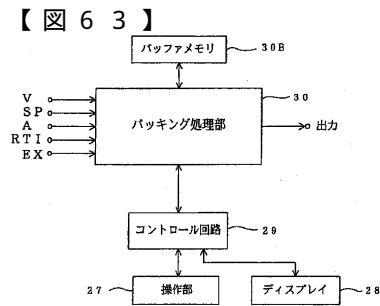 【図63】
バッファメモリ
30B
30
V
SP
A
RTI
EX
パッキング処理部
出力
コントロール回路
29
27
操作部
ディスプレイ
28